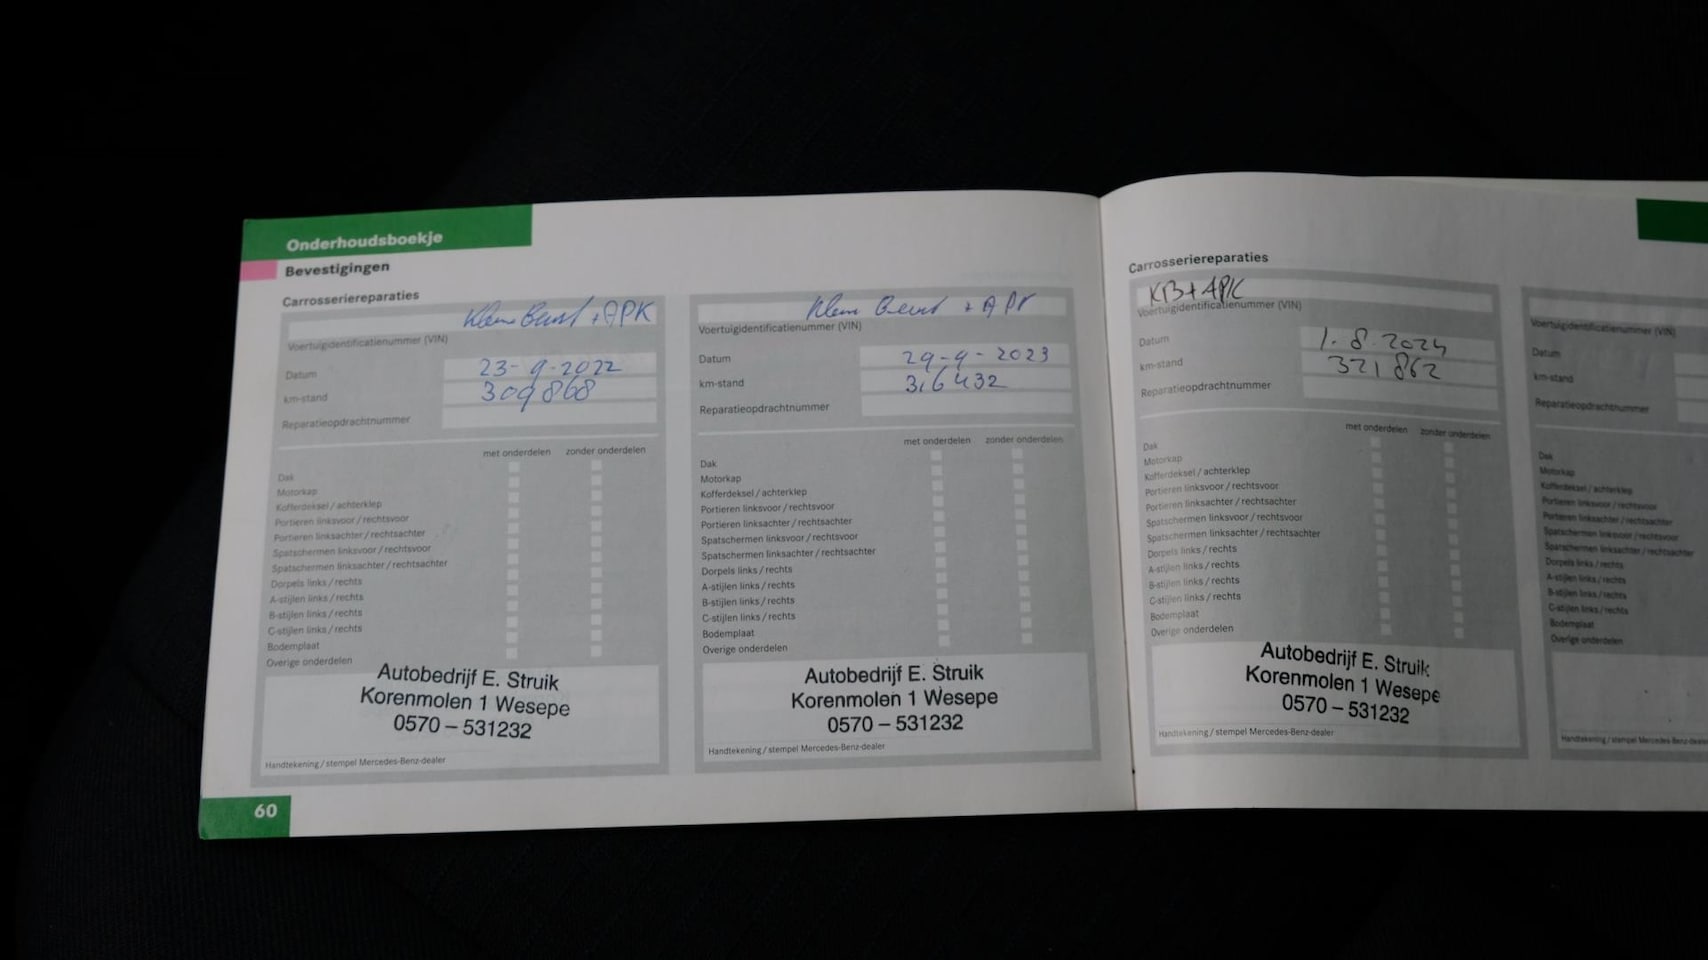 Onderhoudsboekje
Bevestigingen
Carrosseriereparaties
Kleine Beurt + APK
Voertuigidentificatienummer (VIN)
Datum 23-9-2022
km-stand 309868
Reparatieopdrachtnummer
met onderdelen zonder onderdelen
Dak
Motorkap
Kofferdeksel / achterklep
Portieren linksvoor / rechtsvoor
Portieren linksachter / rechtsachter
Spatschermen linksvoor / rechtsvoor
Spatschermen linksachter / rechtsachter
Dorpels links / rechts
A-stijlen links / rechts
B-stijlen links / rechts
C-stijlen links / rechts
Bodemplaat
Overige onderdelen
Autobedrijf E. Struik
Korenmolen 1 Wesepe
0570 – 531232
Handtekening / stempel Mercedes-Benz-dealer
60
Klein Beurt + APK
Voertuigidentificatienummer (VIN)
Datum 29-9-2023
km-stand 316432
Reparatieopdrachtnummer
met onderdelen zonder onderdelen
Dak
Motorkap
Kofferdeksel / achterklep
Portieren linksvoor / rechtsvoor
Portieren linksachter / rechtsachter
Spatschermen linksvoor / rechtsvoor
Spatschermen linksachter / rechtsachter
Dorpels links / rechts
A-stijlen links / rechts
B-stijlen links / rechts
C-stijlen links / rechts
Bodemplaat
Overige onderdelen
Autobedrijf E. Struik
Korenmolen 1 Wesepe
0570 – 531232
Handtekening / stempel Mercedes-Benz-dealer
Carrosseriereparaties
KB+APK
Voertuigidentificatienummer (VIN)
Datum 1.8.2024
km-stand 321862
Reparatieopdrachtnummer
met onderdelen zonder onderdelen
Dak
Motorkap
Kofferdeksel / achterklep
Portieren linksvoor / rechtsvoor
Portieren linksachter / rechtsachter
Spatschermen linksvoor / rechtsvoor
Spatschermen linksachter / rechtsachter
Dorpels links / rechts
A-stijlen links / rechts
B-stijlen links / rechts
C-stijlen links / rechts
Bodemplaat
Overige onderdelen
Autobedrijf E. Struik
Korenmolen 1 Wesepe
0570 – 531232
Handtekening / stempel Mercedes-Benz-dealer
Voertuigidentificatienummer (VIN)
Datum
km-stand
Reparatieopdrachtnummer
Dak
Motorkap
Kofferdeksel / achterklep
Portieren linksvoor / rechtsvoor
Portieren linksachter / rechtsachter
Spatschermen linksvoor / rechtsvoor
Spatschermen linksachter / rechtsachter
Dorpels links / rechts
A-stijlen links / rechts
B-stijlen links / rechts
C-stijlen links / rechts
Bodemplaat
Overige onderdelen
Handtekening / stempel Mercedes-Benz-dealer